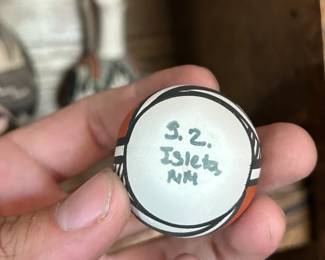 S. Z.
Isleta,
NM